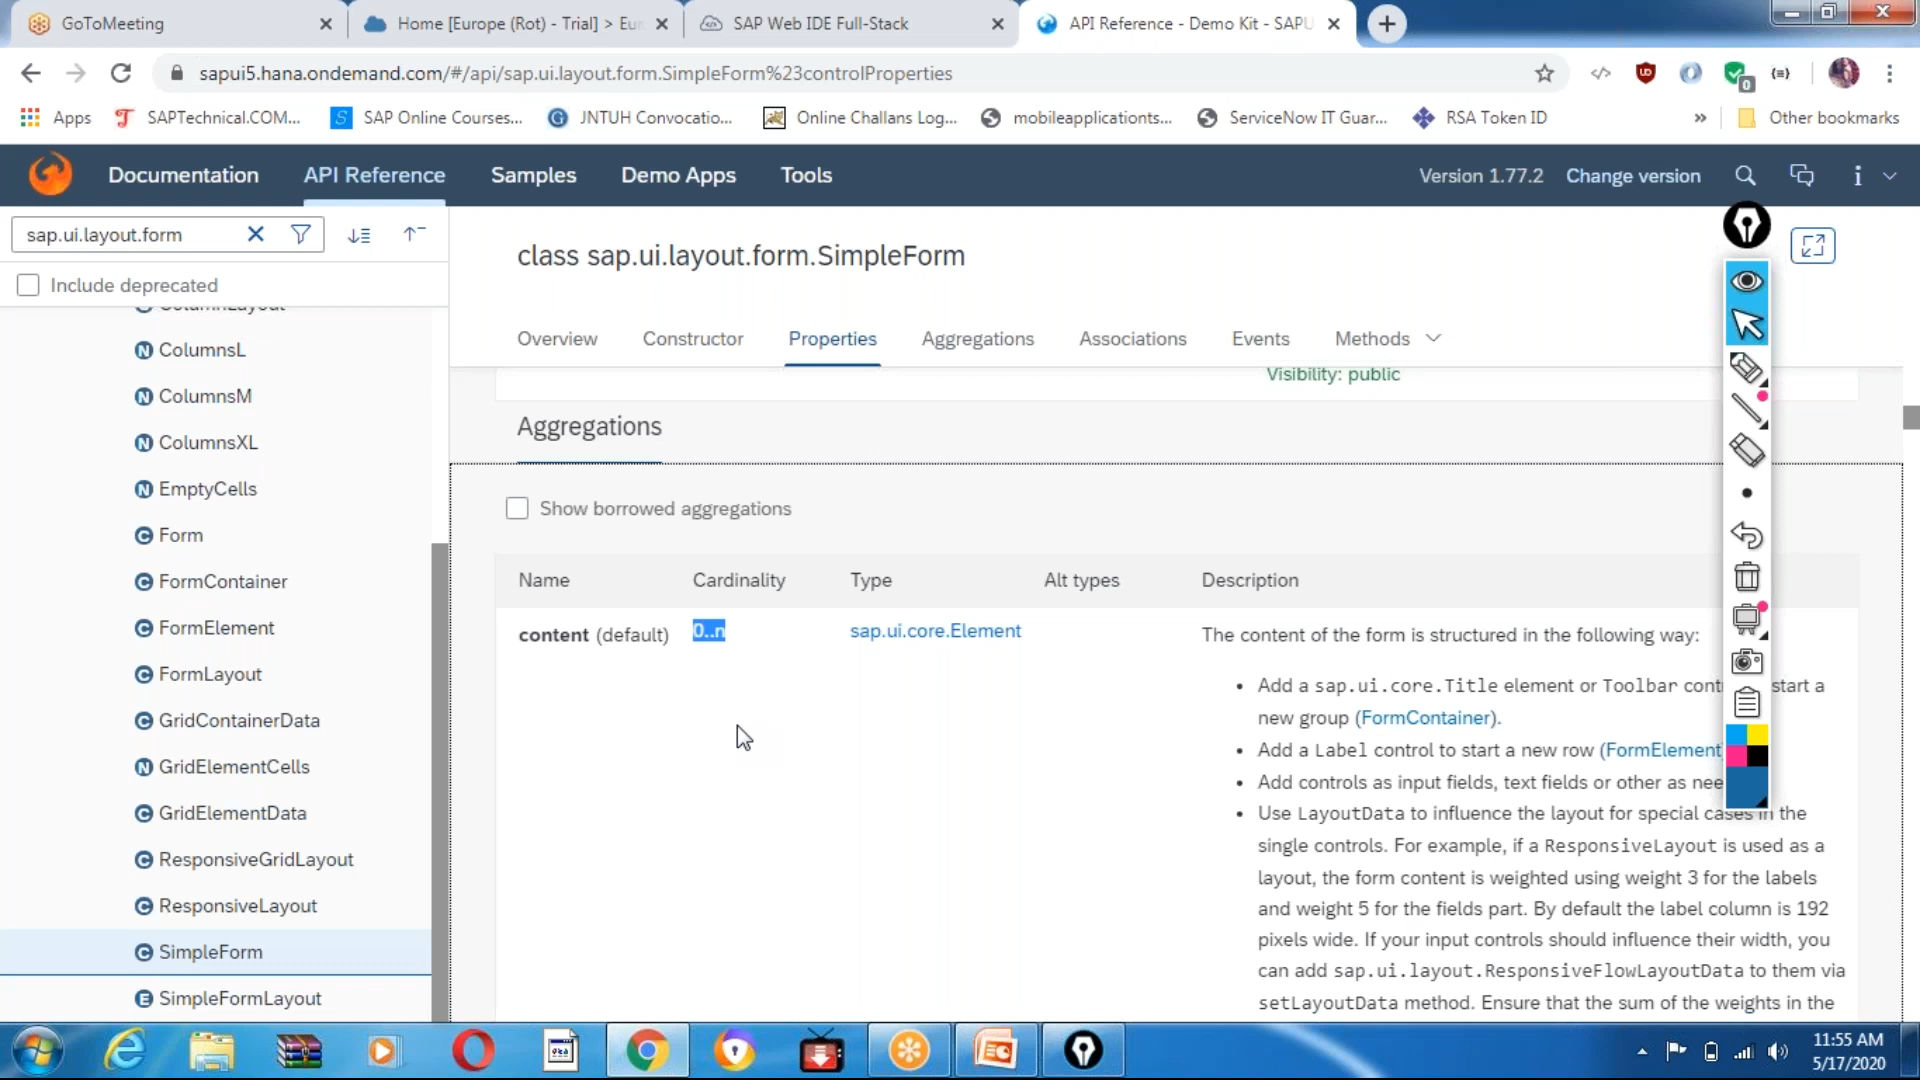 GoToMeeting
Home [Europe (Rot) - Trial] > Eur
SAP Web IDE Full-Stack
API Reference - Demo Kit - SAPU
sapui5.hana.ondemand.com/#/api/sap.ui.layout.form.SimpleForm%23controlProperties
Apps
SAPTechnical.COM...
SAP Online Courses...
JNTUH Convocatio...
Online Challans Log...
mobileapplicationts...
ServiceNow IT Guar...
RSA Token ID
»
Other bookmarks
Documentation
API Reference
Samples
Demo Apps
Tools
Version 1.77.2
Change version
sap.ui.layout.form
Include deprecated
ColumnLayout
ColumnsL
ColumnsM
ColumnsXL
EmptyCells
Form
FormContainer
FormElement
FormLayout
GridContainerData
GridElementCells
GridElementData
ResponsiveGridLayout
ResponsiveLayout
SimpleForm
SimpleFormLayout
class sap.ui.layout.form.SimpleForm
Overview
Constructor
Properties
Aggregations
Associations
Events
Methods
Visibility: public
Aggregations
Show borrowed aggregations
Name Cardinality Type Alt types Description
content (default) 0..n sap.ui.core.Element The content of the form is structured in the following way:
• Add a sap.ui.core.Title element or Toolbar start a
new group (FormContainer).
• Add a Label control to start a new row (FormElement
• Add controls as input fields, text fields or other as nee
• Use LayoutData to influence the layout for special cases in the
single controls. For example, if a ResponsiveLayout is used as a
layout, the form content is weighted using weight 3 for the labels
and weight 5 for the fields part. By default the label column is 192
pixels wide. If your input controls should influence their width, you
can add sap.ui.layout.ResponsiveFlowLayoutData to them via
setLayoutData method. Ensure that the sum of the weights in the
11:55 AM
5/17/2020